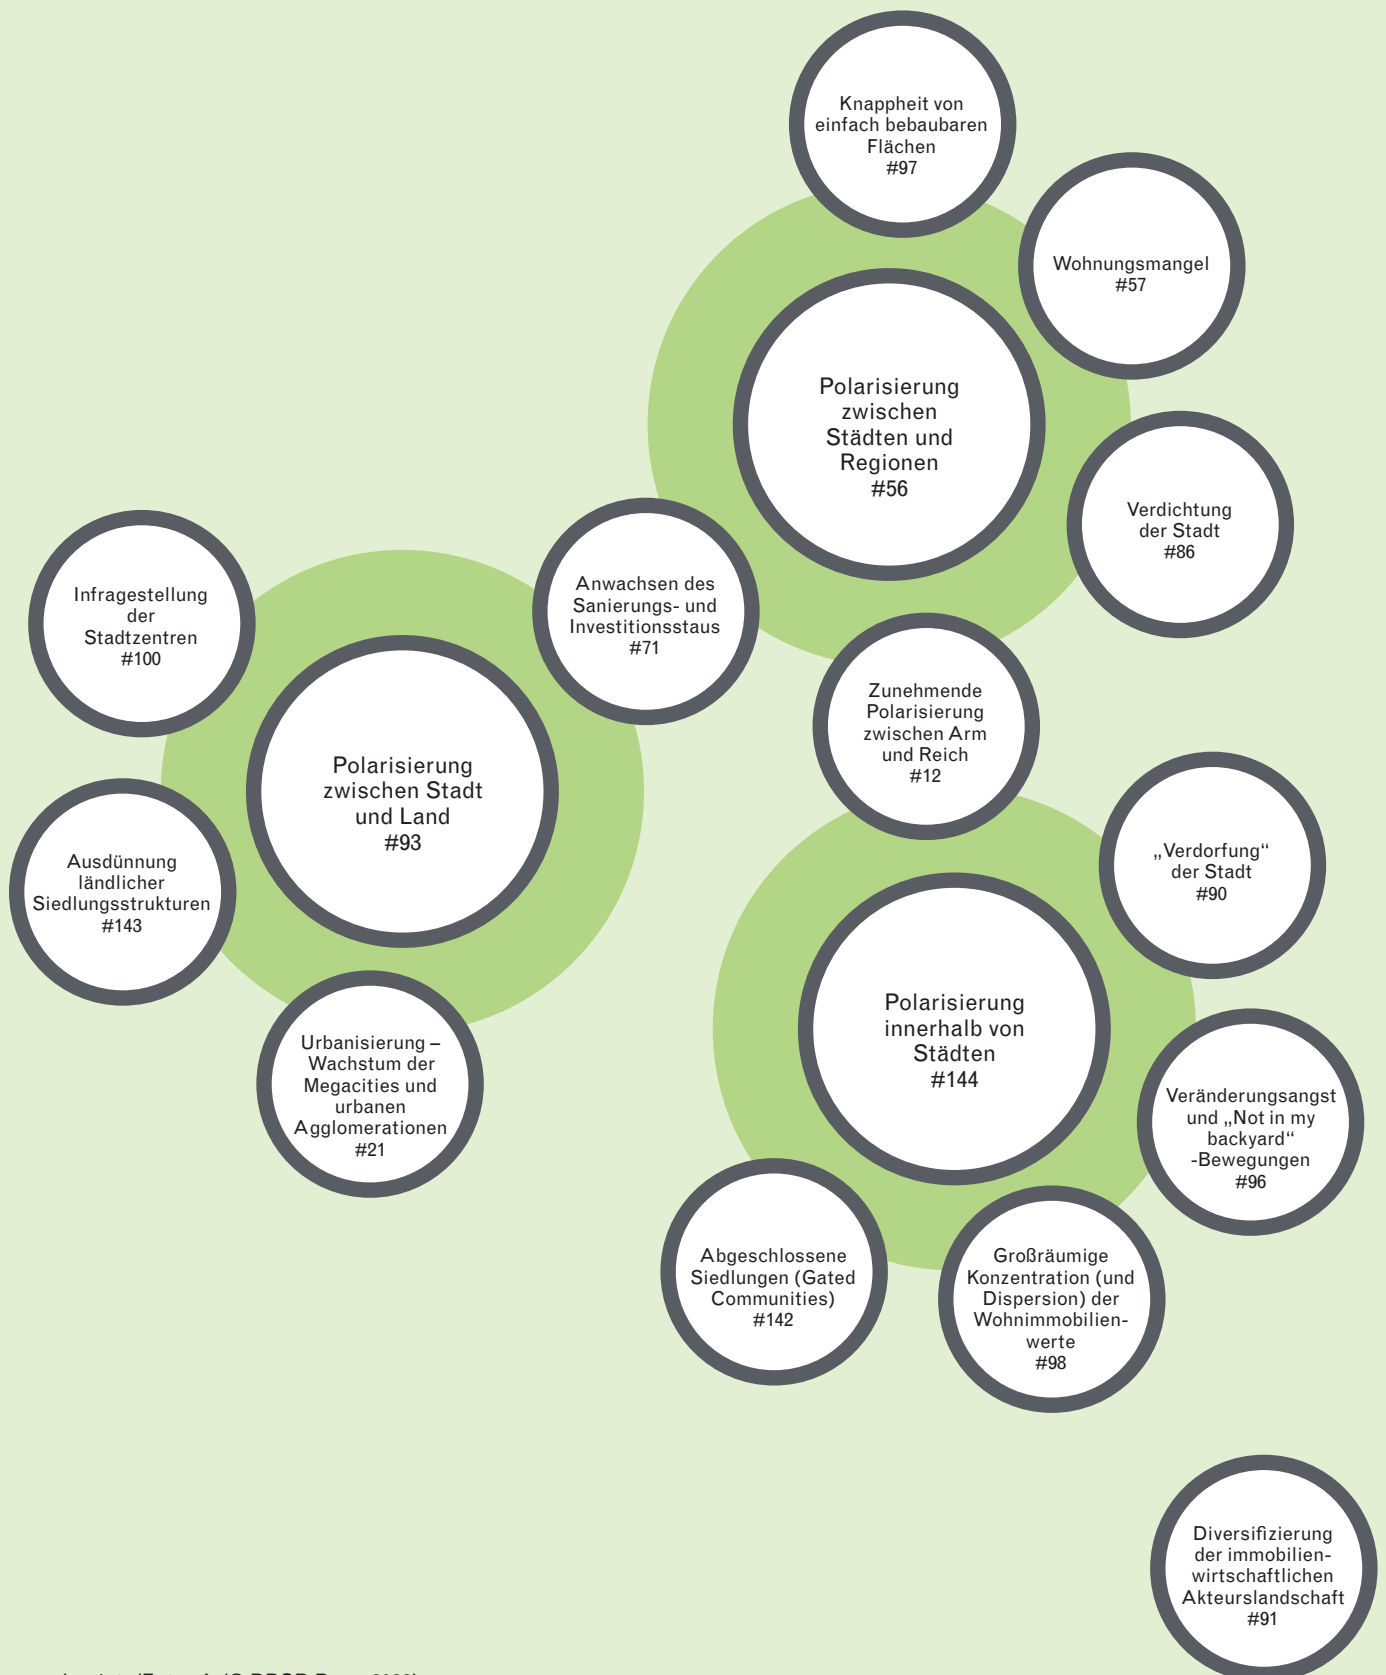 Knappheit von
einfach bebaubaren
Flächen
#97
Wohnungsmangel
#57
Polarisierung
zwischen
Städten und
Regionen
#56
Verdichtung
der Stadt
#86
Infragestellung
der
Stadtzentren
#100
Anwachsen des
Sanierungs- und
Investitionsstaus
#71
Zunehmende
Polarisierung
zwischen Arm
und Reich
#12
Polarisierung
zwischen Stadt
und Land
#93
Ausdünnung
ländlicher
Siedlungsstrukturen
#143
„Verdorfung“
der Stadt
#90
Polarisierung
innerhalb von
Städten
#144
Urbanisierung –
Wachstum der
Megacities und
urbanen
Agglomerationen
#21
Veränderungsangst
und „Not in my
backyard“
-Bewegungen
#96
Abgeschlossene
Siedlungen (Gated
Communities)
#142
Großräumige
Konzentration (und
Dispersion) der
Wohnimmobilien-
werte
#98
Diversifizierung
der immobilien-
wirtschaftlichen
Akteurslandschaft
#91